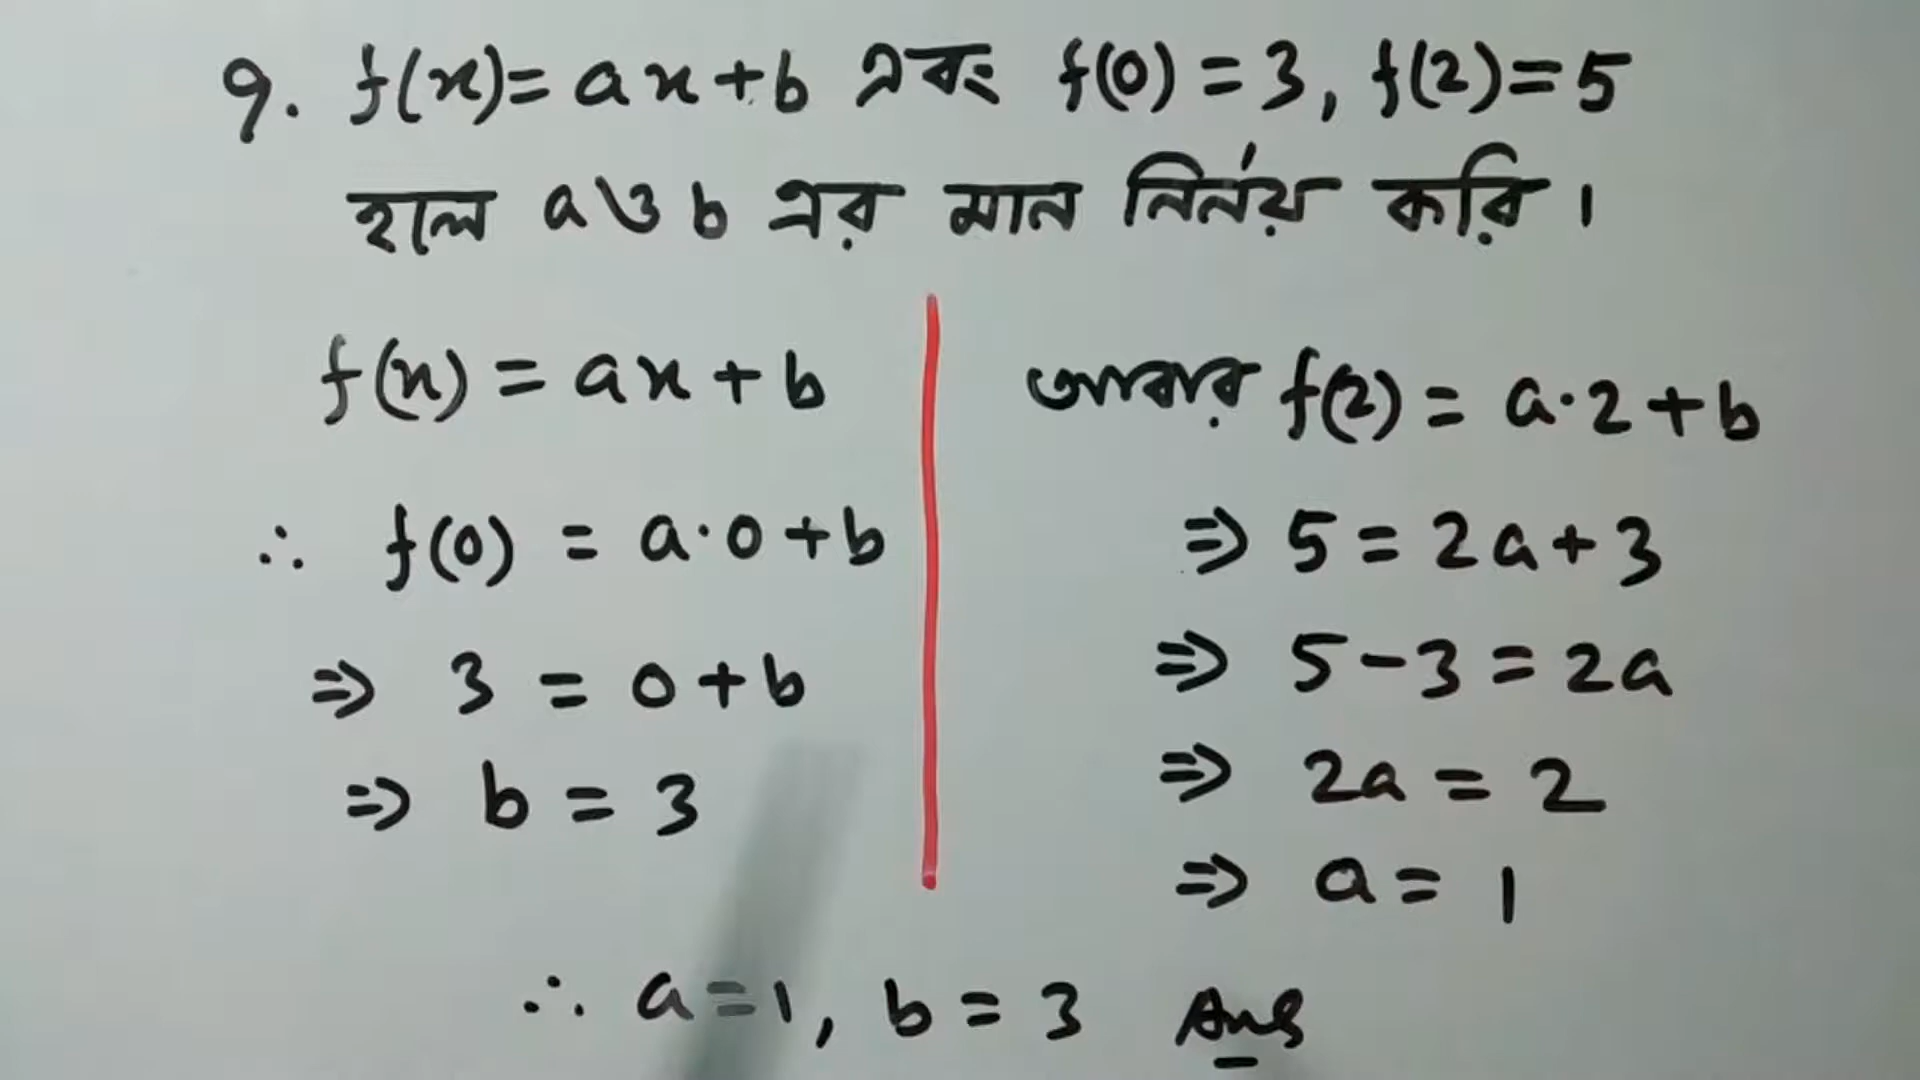 9. f(x)= ax+b এবং f(0) = 3, f(2)=5
হলে a ও b এর মান নির্ণয় করি।
f(x) = ax + b
∴ f(0) = a·0+b
⇒ 3 = 0+b
⇒ b = 3
আবার f(2) = a·2+b
⇒ 5 = 2a+3
⇒ 5-3 = 2a
⇒ 2a = 2
⇒ a = 1
∴ a=1, b = 3 Ans